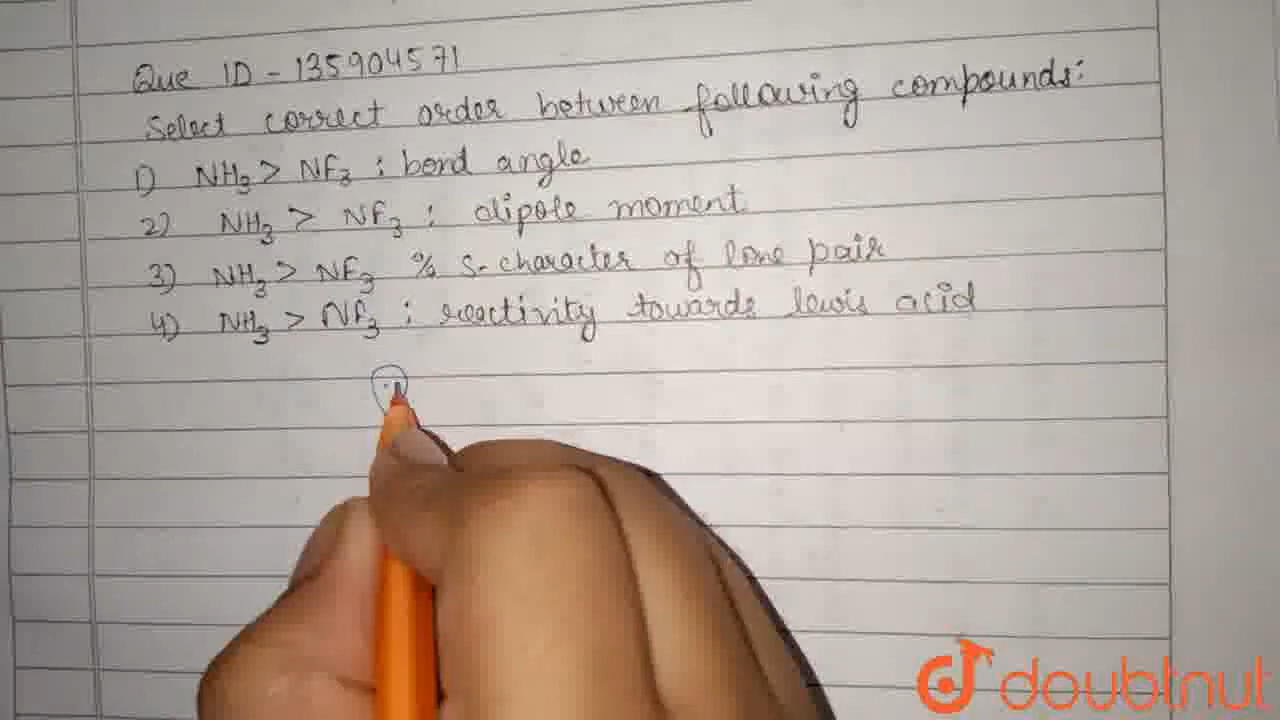 Que ID - 135904571
Select correct order between following compounds:
1) NH3 > NF3 : bond angle
2) NH3 > NF3 : dipole moment
3) NH3 > NF3 % s-character of lone pair
4) NH3 > NF3 : reactivity towards lewis acid
doubtnut